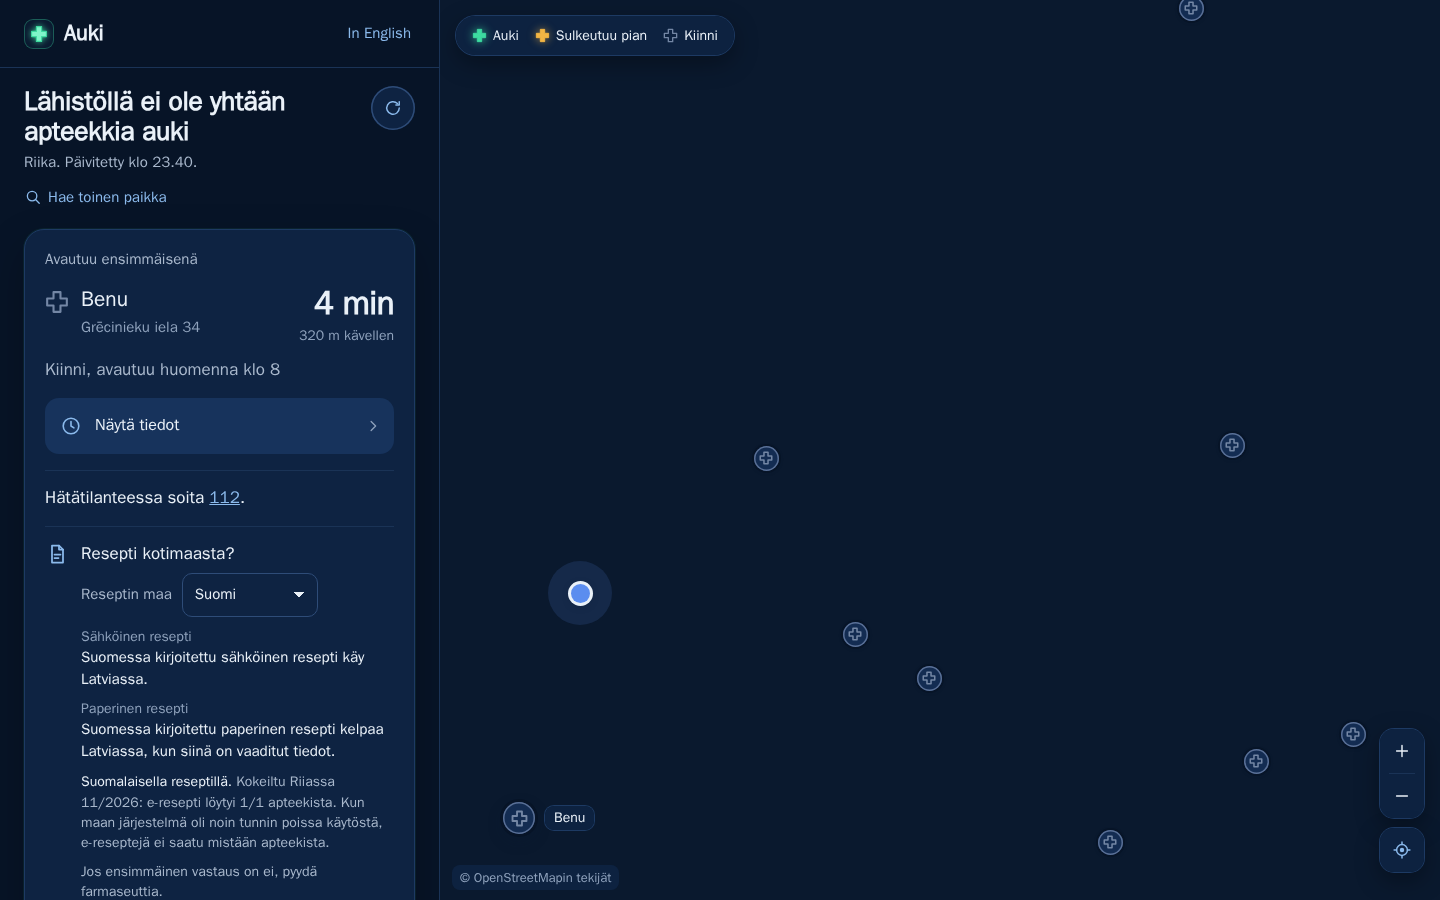 Auki
In English
Lähistöllä ei ole yhtään
apteekkia auki
Riika. Päivitetty klo 23.40.
Hae toinen paikka
Avautuu ensimmäisenä
Benu
4 min
Grēcinieku iela 34
320 m kävellen
Kiinni, avautuu huomenna klo 8
Näytä tiedot
Hätätilanteessa soita 112.
Resepti kotimaasta?
Reseptin maa
Suomi
Sähköinen resepti
Suomessa kirjoitettu sähköinen resepti käy
Latviassa.
Paperinen resepti
Suomessa kirjoitettu paperinen resepti kelpaa
Latviassa, kun siinä on vaaditut tiedot.
Suomalaisella reseptillä. Kokeiltu Riiassa
11/2026: e-resepti löytyi 1/1 apteekista. Kun
maan järjestelmä oli noin tunnin poissa käytöstä,
e-reseptejä ei saatu mistään apteekista.
Jos ensimmäinen vastaus on ei, pyydä
farmaseuttia.
Auki
Sulkeutuu pian
Kiinni
Benu
© OpenStreetMapin tekijät